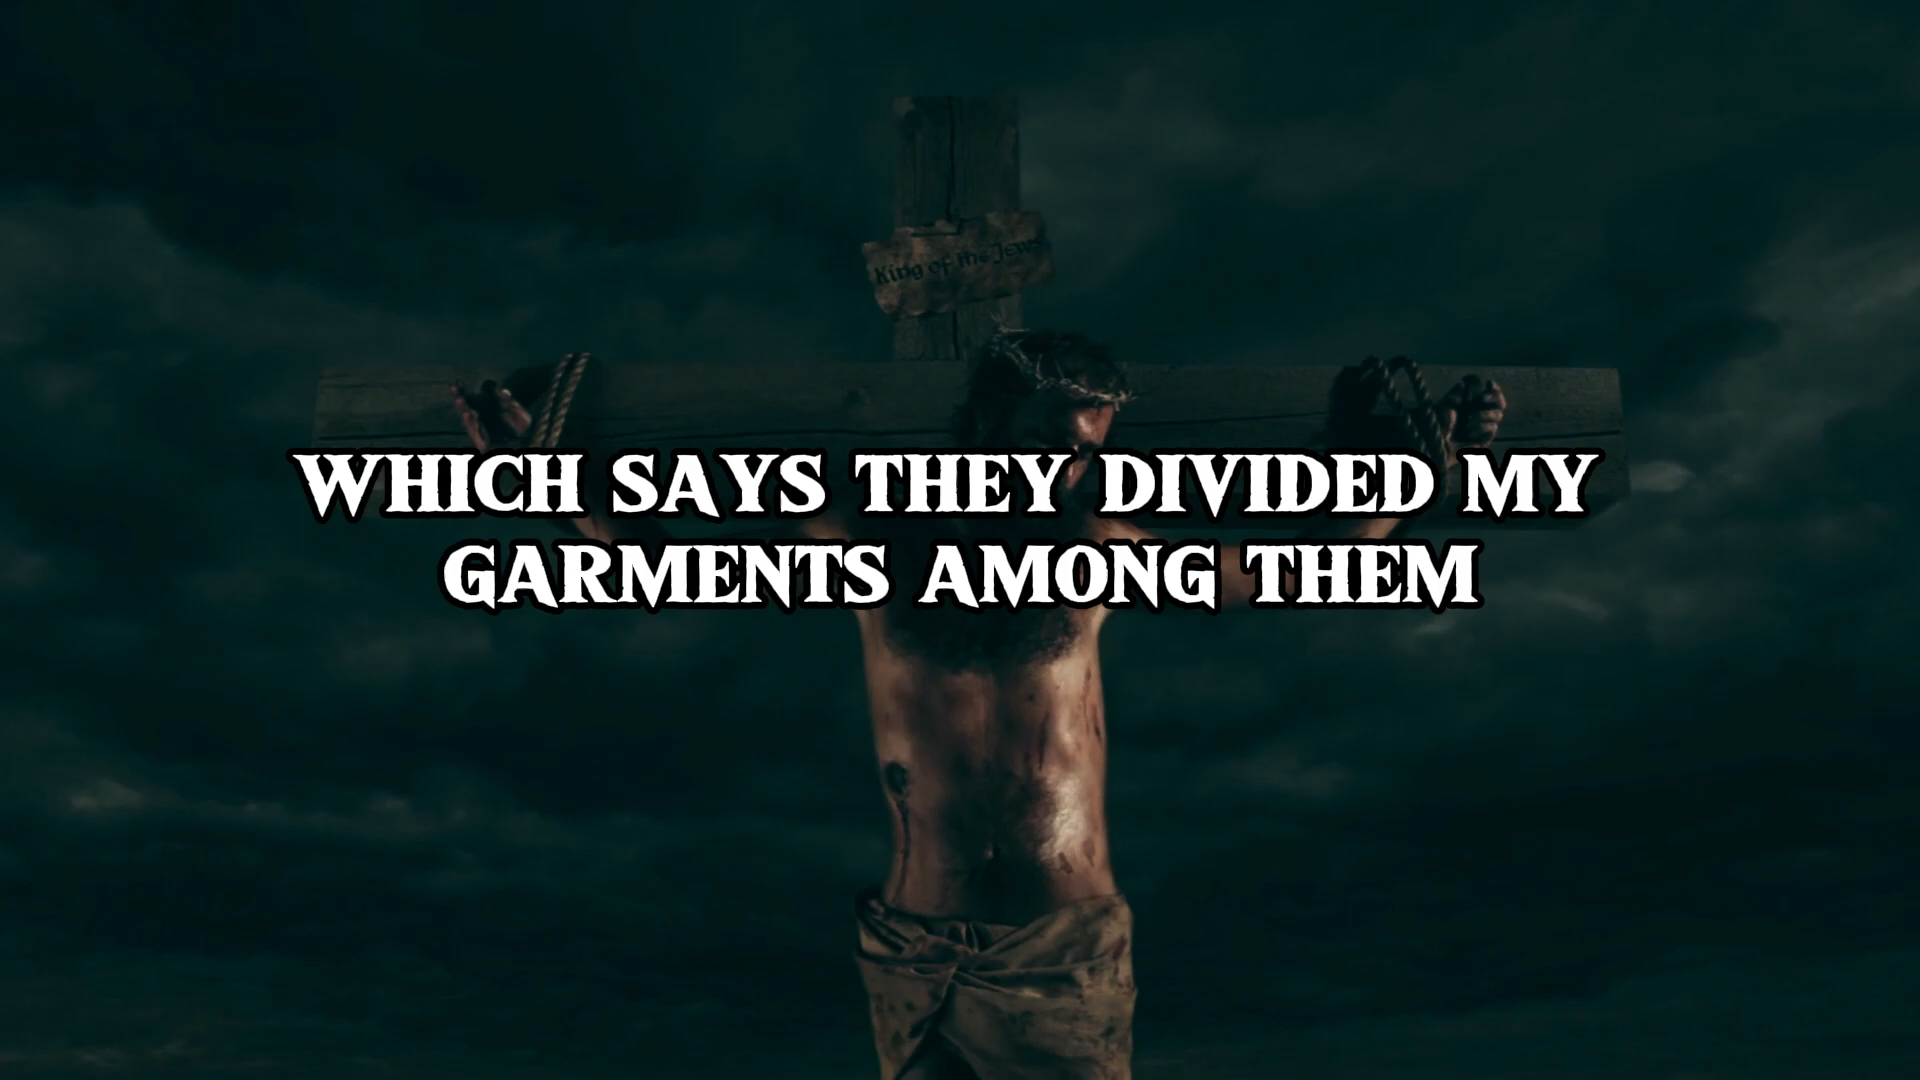 King of the Jews
WHICH SAYS THEY DIVIDED MY
GARMENTS AMONG THEM